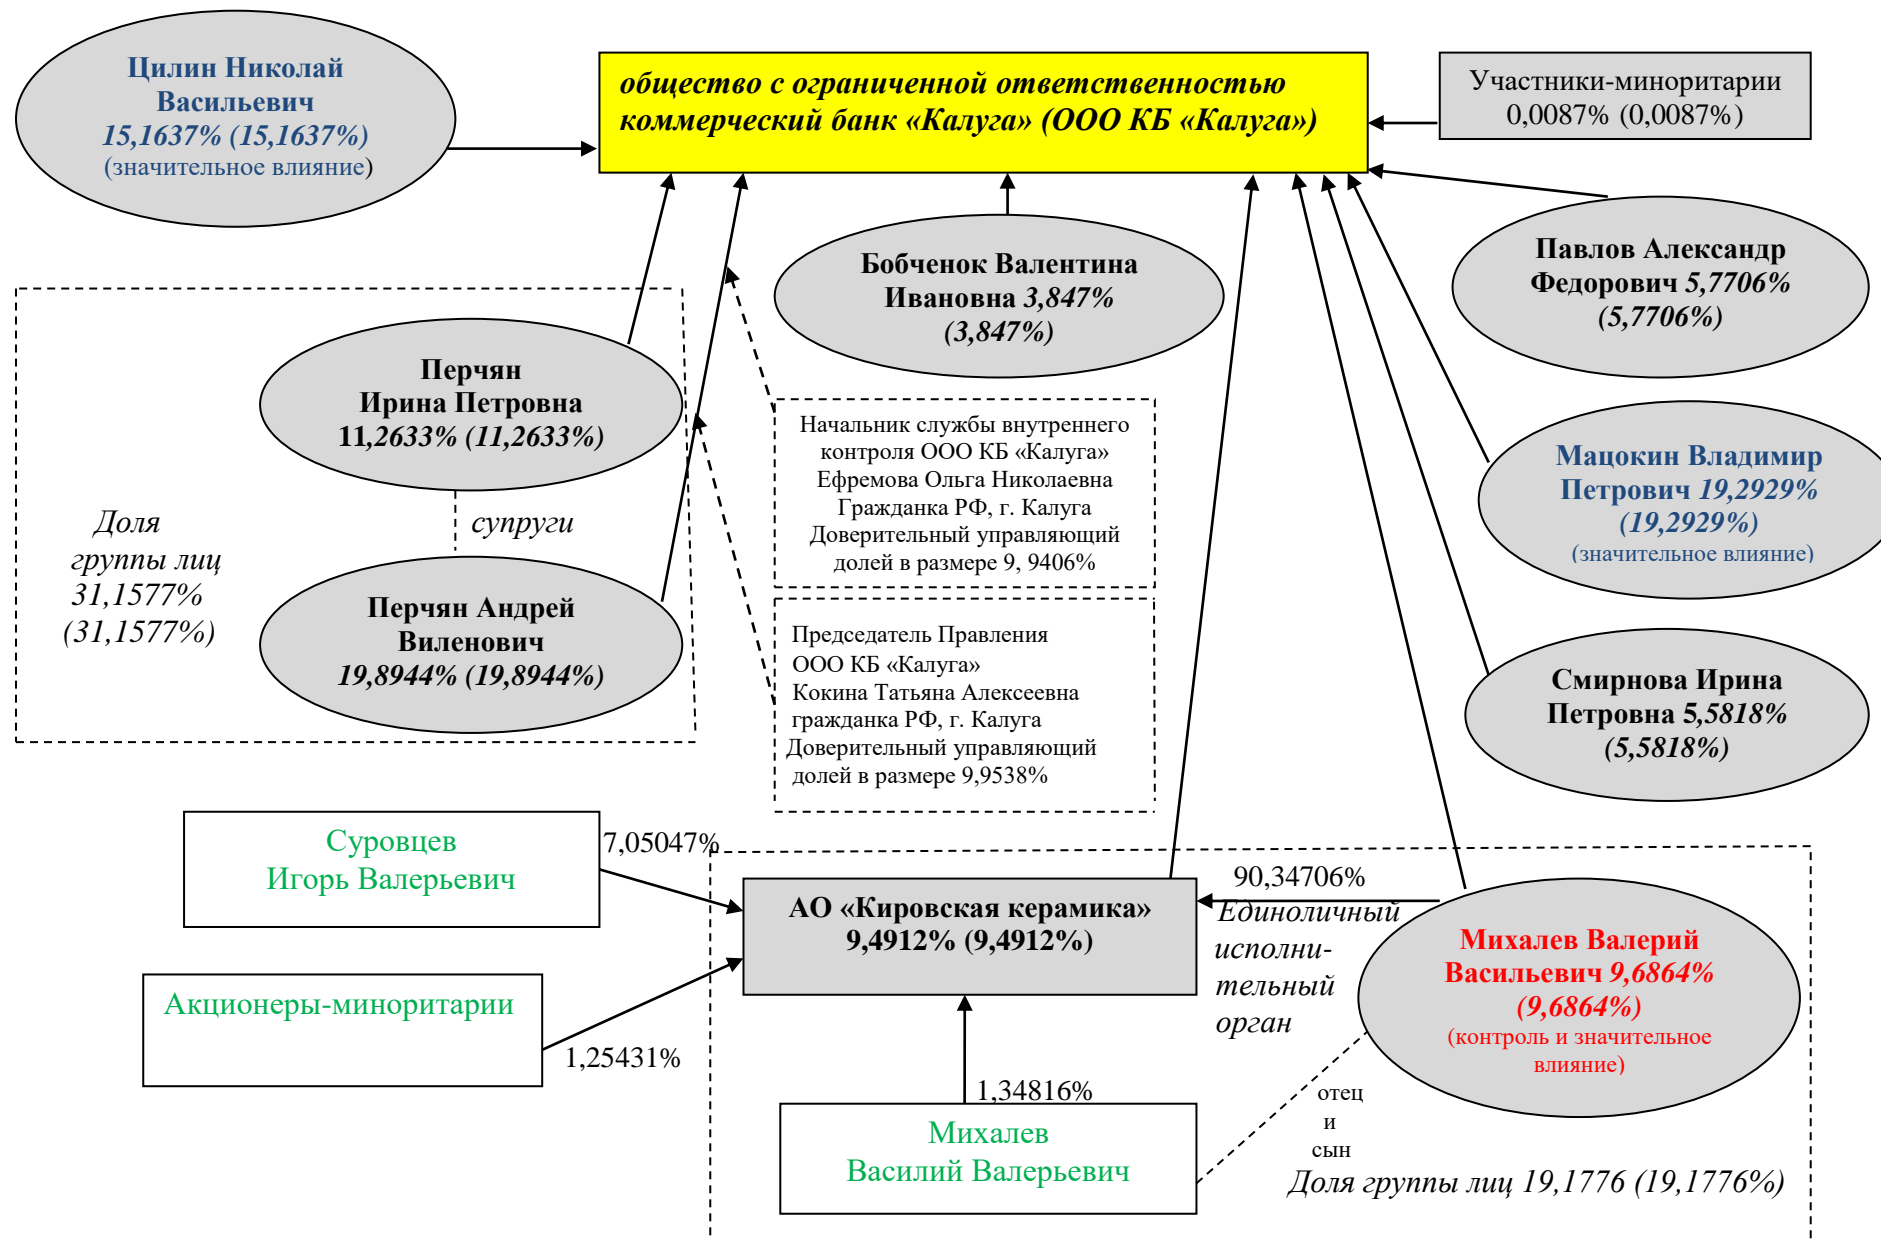 Цилин Николай
Васильевич
15,1637% (15,1637%)
(значительное влияние)
общество с ограниченной ответственностью
коммерческий банк «Калуга» (ООО КБ «Калуга»)
Участники-миноритарии
0,0087% (0,0087%)
Бобченок Валентина
Ивановна 3,847%
(3,847%)
Павлов Александр
Федорович 5,7706%
(5,7706%)
Перчян
Ирина Петровна
11,2633% (11,2633%)
супруги
Доля
группы лиц
31,1577%
(31,1577%)
Перчян Андрей
Виленович
19,8944% (19,8944%)
Начальник службы внутреннего
контроля ООО КБ «Калуга»
Ефремова Ольга Николаевна
Гражданка РФ, г. Калуга
Доверительный управляющий
долей в размере 9, 9406%
Мацокин Владимир
Петрович 19,2929%
(19,2929%)
(значительное влияние)
Председатель Правления
ООО КБ «Калуга»
Кокина Татьяна Алексеевна
гражданка РФ, г. Калуга
Доверительный управляющий
долей в размере 9,9538%
Смирнова Ирина
Петровна 5,5818%
(5,5818%)
Суровцев
Игорь Валерьевич
7,05047%
АО «Кировская керамика»
9,4912% (9,4912%)
90,34706%
Единоличный
исполни-
тельный
орган
Михалев Валерий
Васильевич 9,6864%
(9,6864%)
(контроль и значительное
влияние)
Акционеры-миноритарии
1,25431%
1,34816%
Михалев
Василий Валерьевич
отец
и
сын
Доля группы лиц 19,1776 (19,1776%)